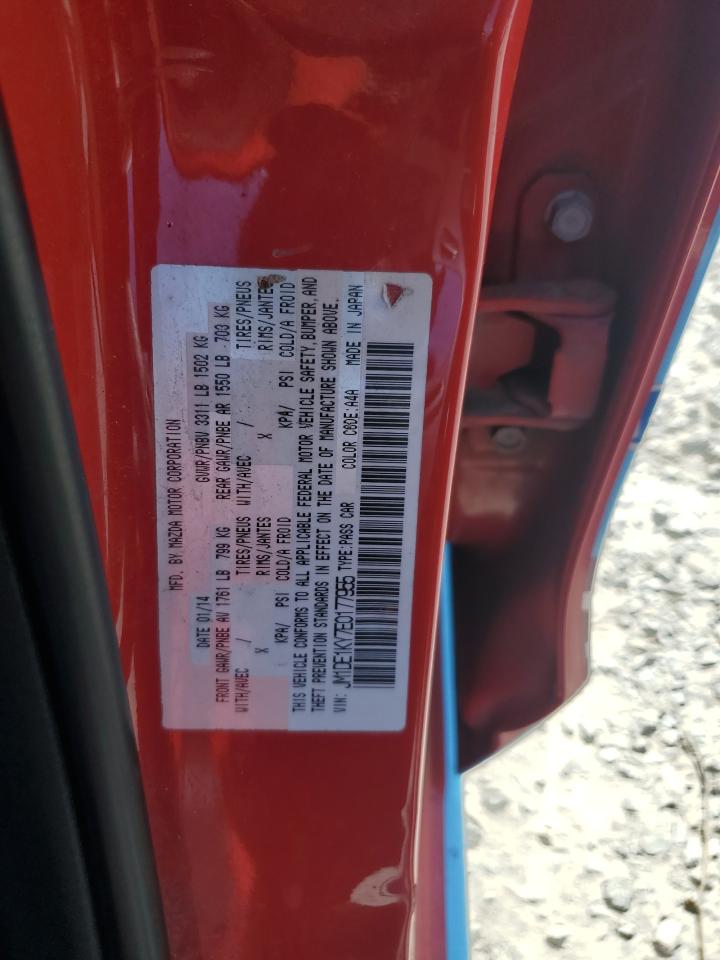 MFD. BY MAZDA MOTOR CORPORATION
DATE 01/14 GVWR/PNBV 3311 LB 1502 KG
FRONT GAWR/PNBE AV 1761 LB 799 KG REAR GAWR/PNBE AR 1550 LB 703 KG
WITH/AVEC / TIRES/PNEUS WITH/AVEC / TIRES/PNEUS
X RIMS/JANTES X RIMS/JANTES
KPA/ PSI COLD/A FROID KPA/ PSI COLD/A FROID
THIS VEHICLE CONFORMS TO ALL APPLICABLE FEDERAL MOTOR VEHICLE SAFETY, BUMPER, AND
THEFT PREVENTION STANDARDS IN EFFECT ON THE DATE OF MANUFACTURE SHOWN ABOVE.
VIN: JM1DE1KY7E0177955 TYPE:PASS CAR COLOR CODE:A4A MADE IN JAPAN